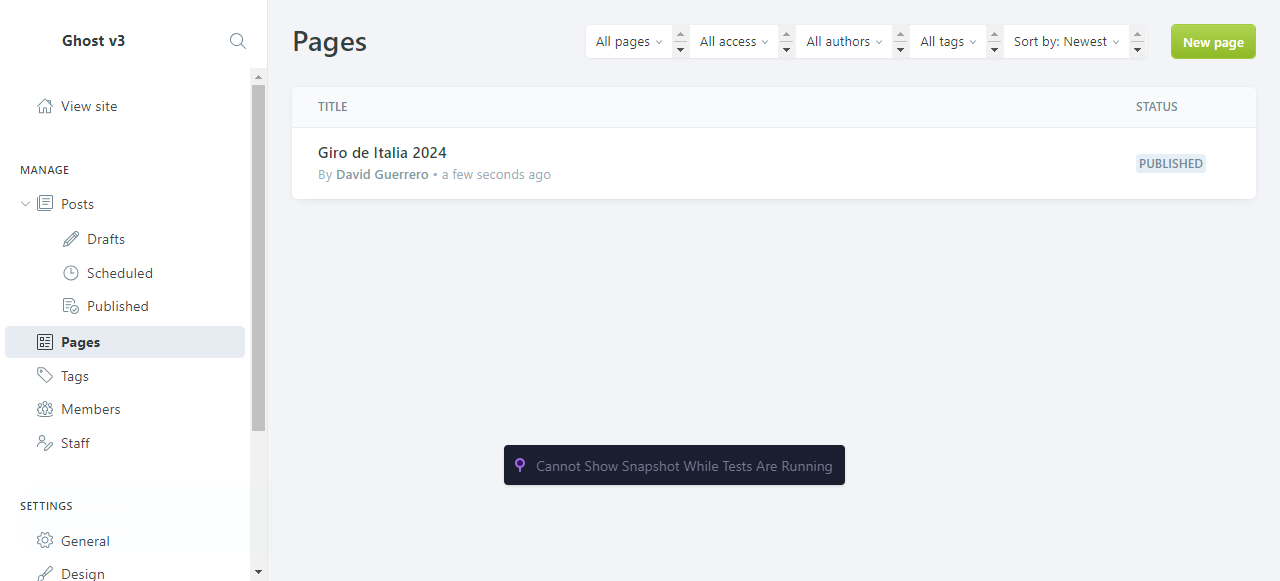 Ghost v3
View site
MANAGE
Posts
Drafts
Scheduled
Published
Pages
Tags
Members
Staff
SETTINGS
General
Design
Pages
All pages
All access
All authors
All tags
Sort by: Newest
New page
TITLE
STATUS
Giro de Italia 2024
By David Guerrero • a few seconds ago
PUBLISHED
Cannot Show Snapshot While Tests Are Running